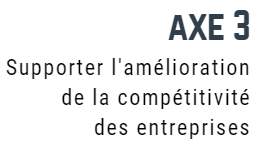 AXE 3
Supporter l'amélioration
de la compétitivité
des entreprises